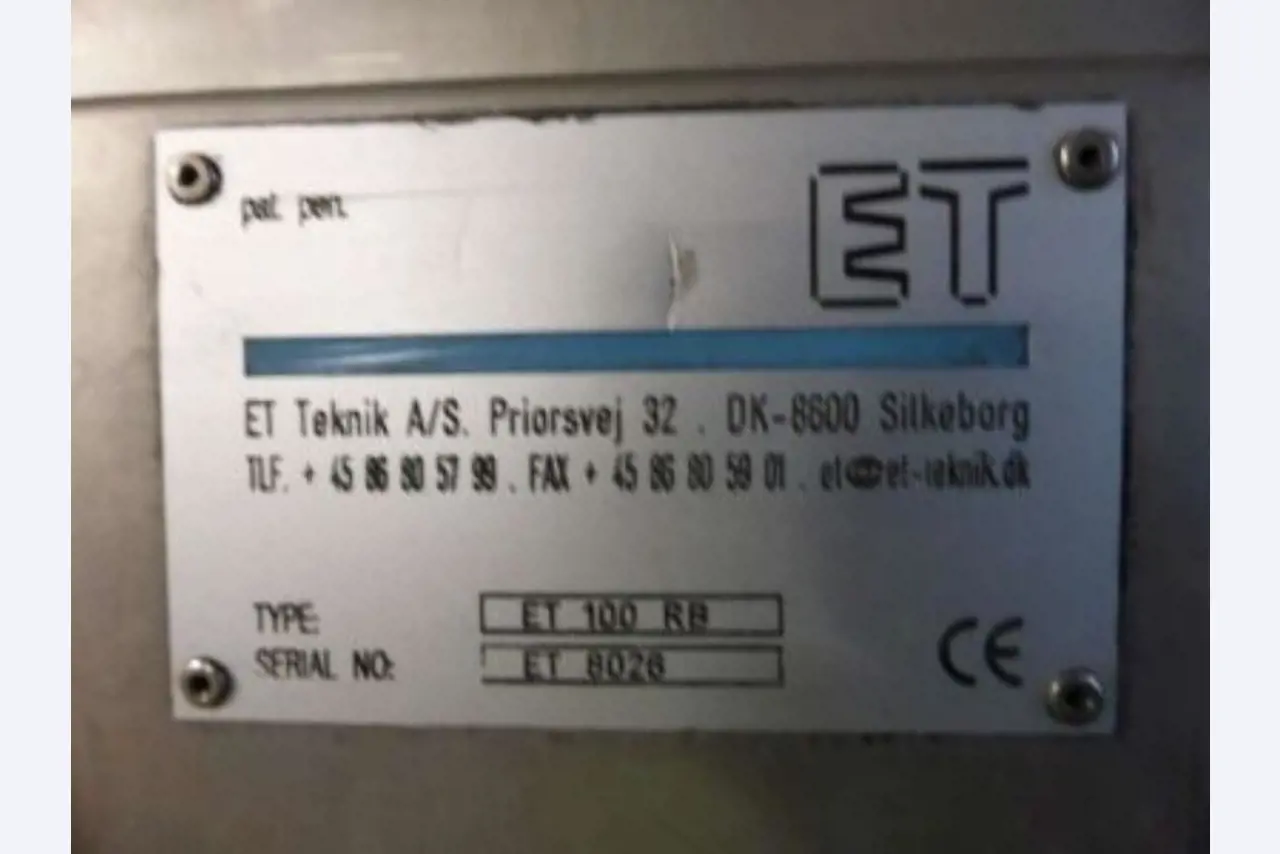 pat. pen.
ET
ET Teknik A/S. Priorsvej 32 . DK-8600 Silkeborg
TLF. + 45 86 80 57 99 . FAX + 45 86 80 59 01 . et@et-teknik.dk
TYPE: ET 100 RB
SERIAL NO: ET 8026
CE